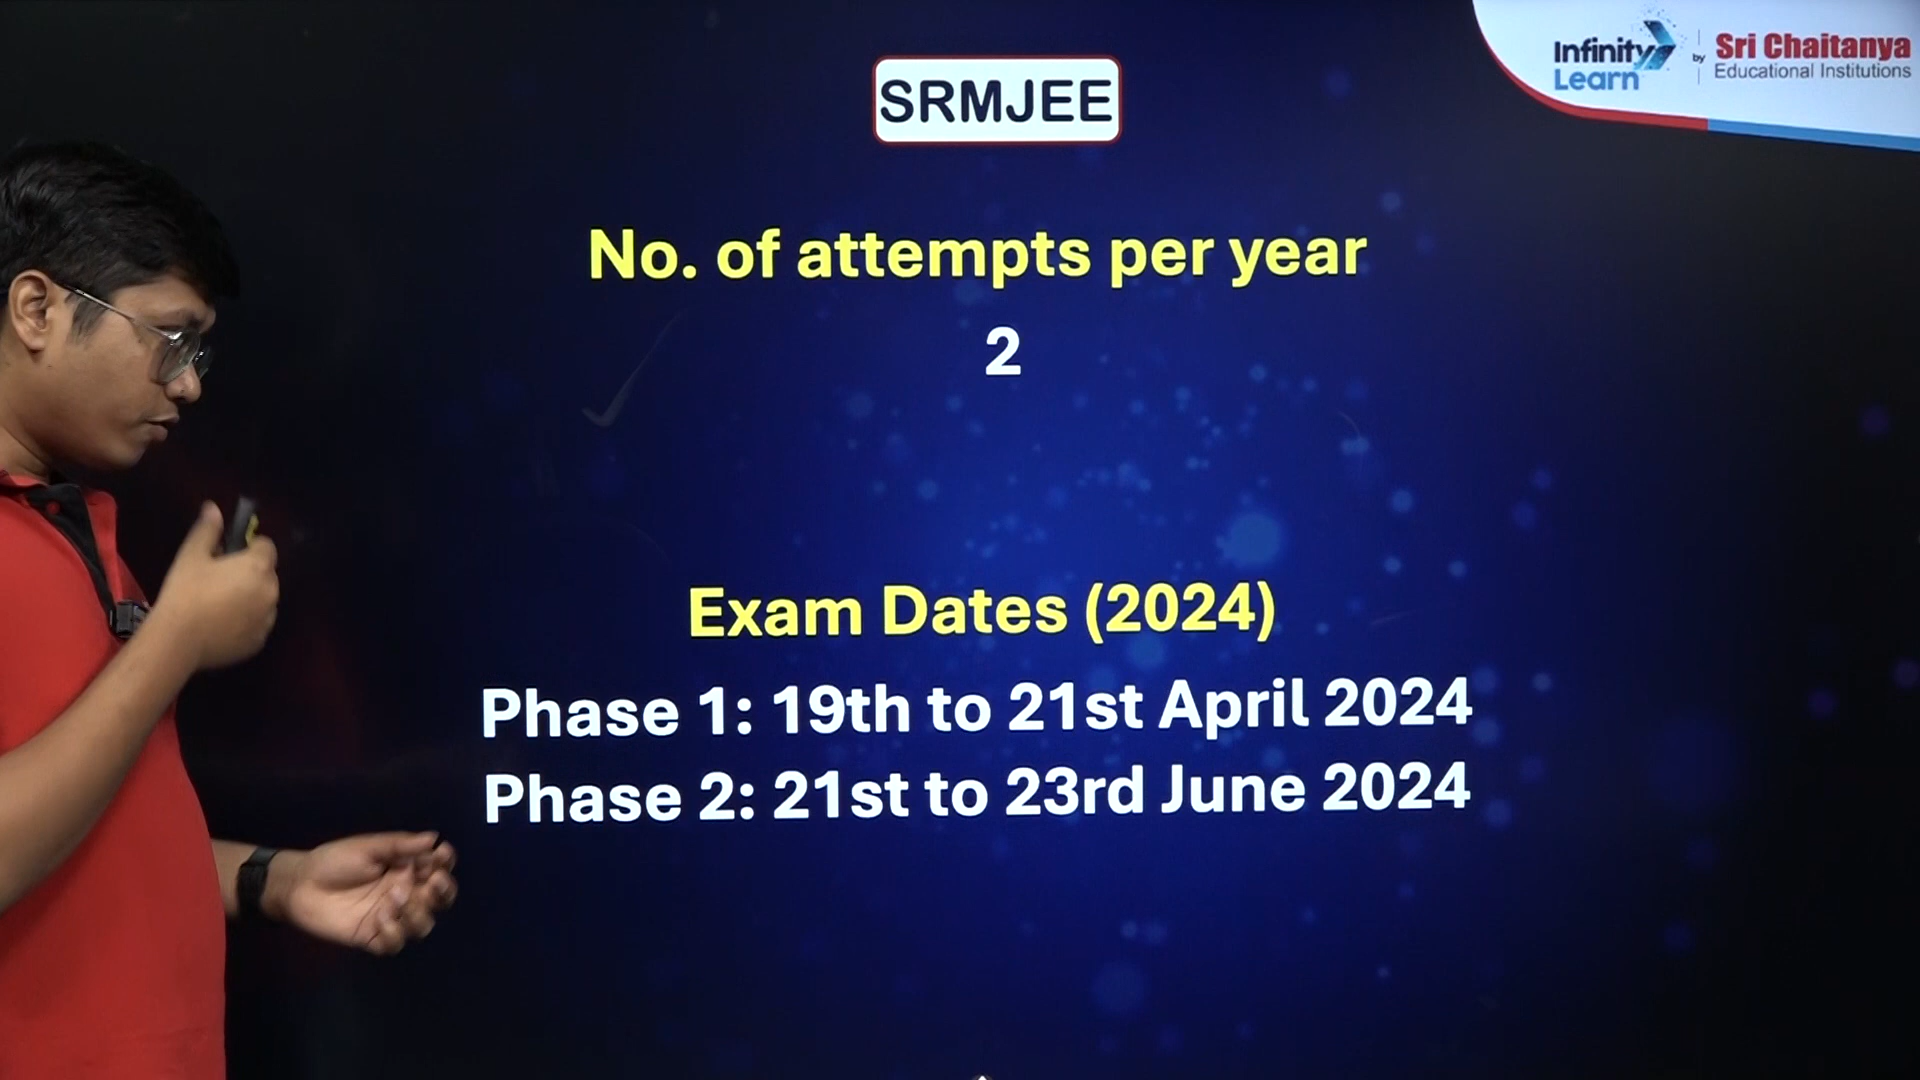 Infinity Learn by Sri Chaitanya Educational Institutions
SRMJEE
No. of attempts per year
2
Exam Dates (2024)
Phase 1: 19th to 21st April 2024
Phase 2: 21st to 23rd June 2024